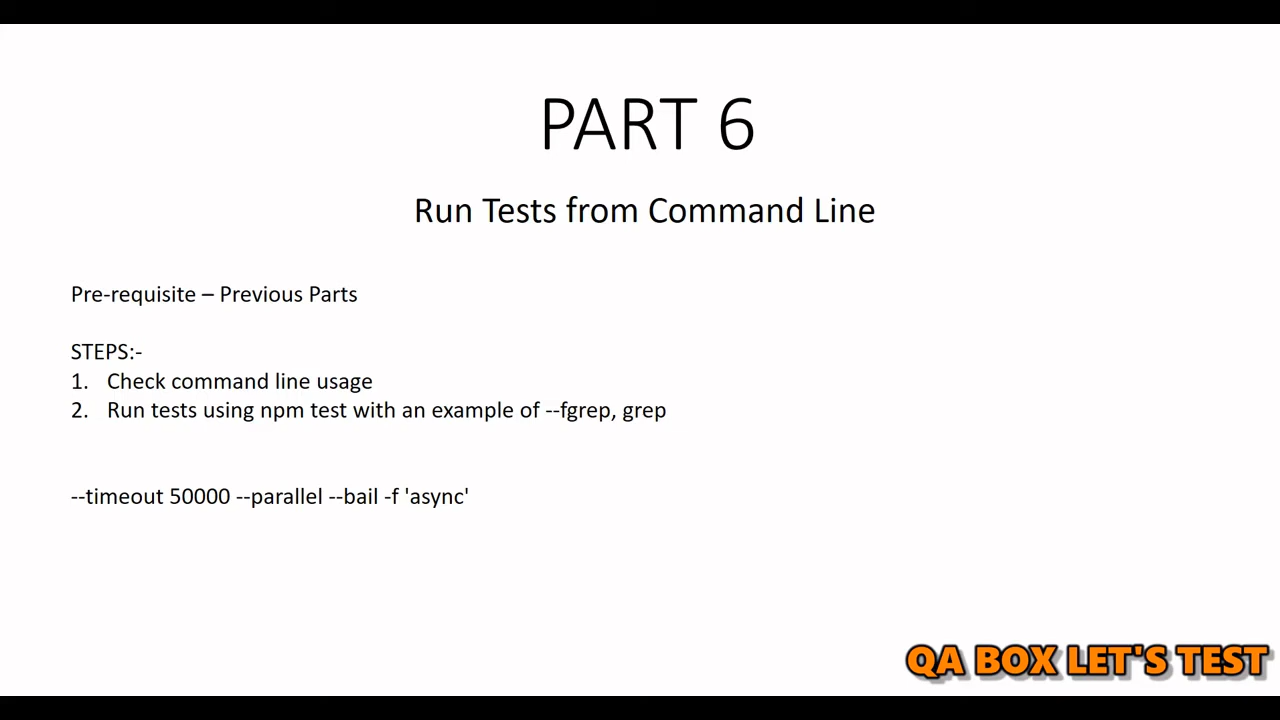 PART 6
Run Tests from Command Line
Pre-requisite – Previous Parts
STEPS:-
1. Check command line usage
2. Run tests using npm test with an example of --fgrep, grep
--timeout 50000 --parallel --bail -f 'async'
QA BOX LET'S TEST